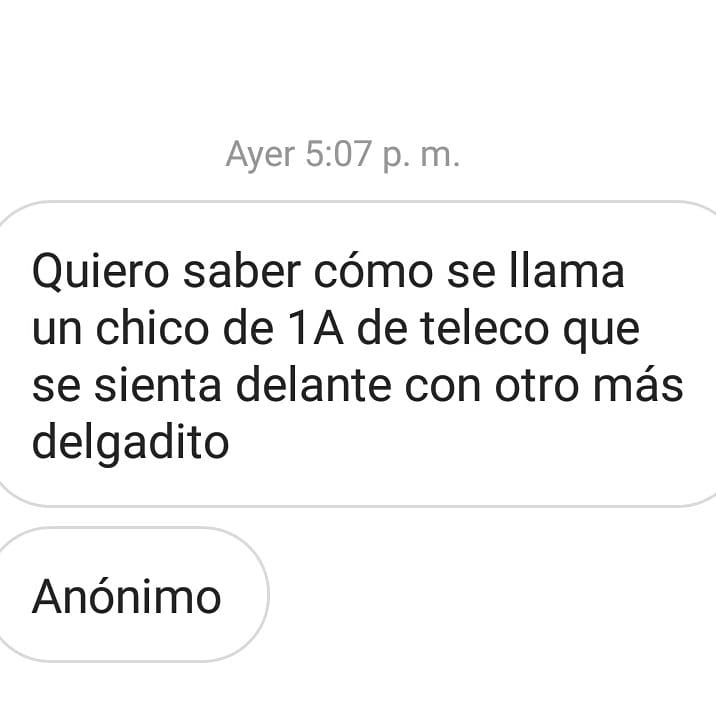 Ayer 5:07 p. m.
Quiero saber cómo se llama
un chico de 1A de teleco que
se sienta delante con otro más
delgadito
Anónimo